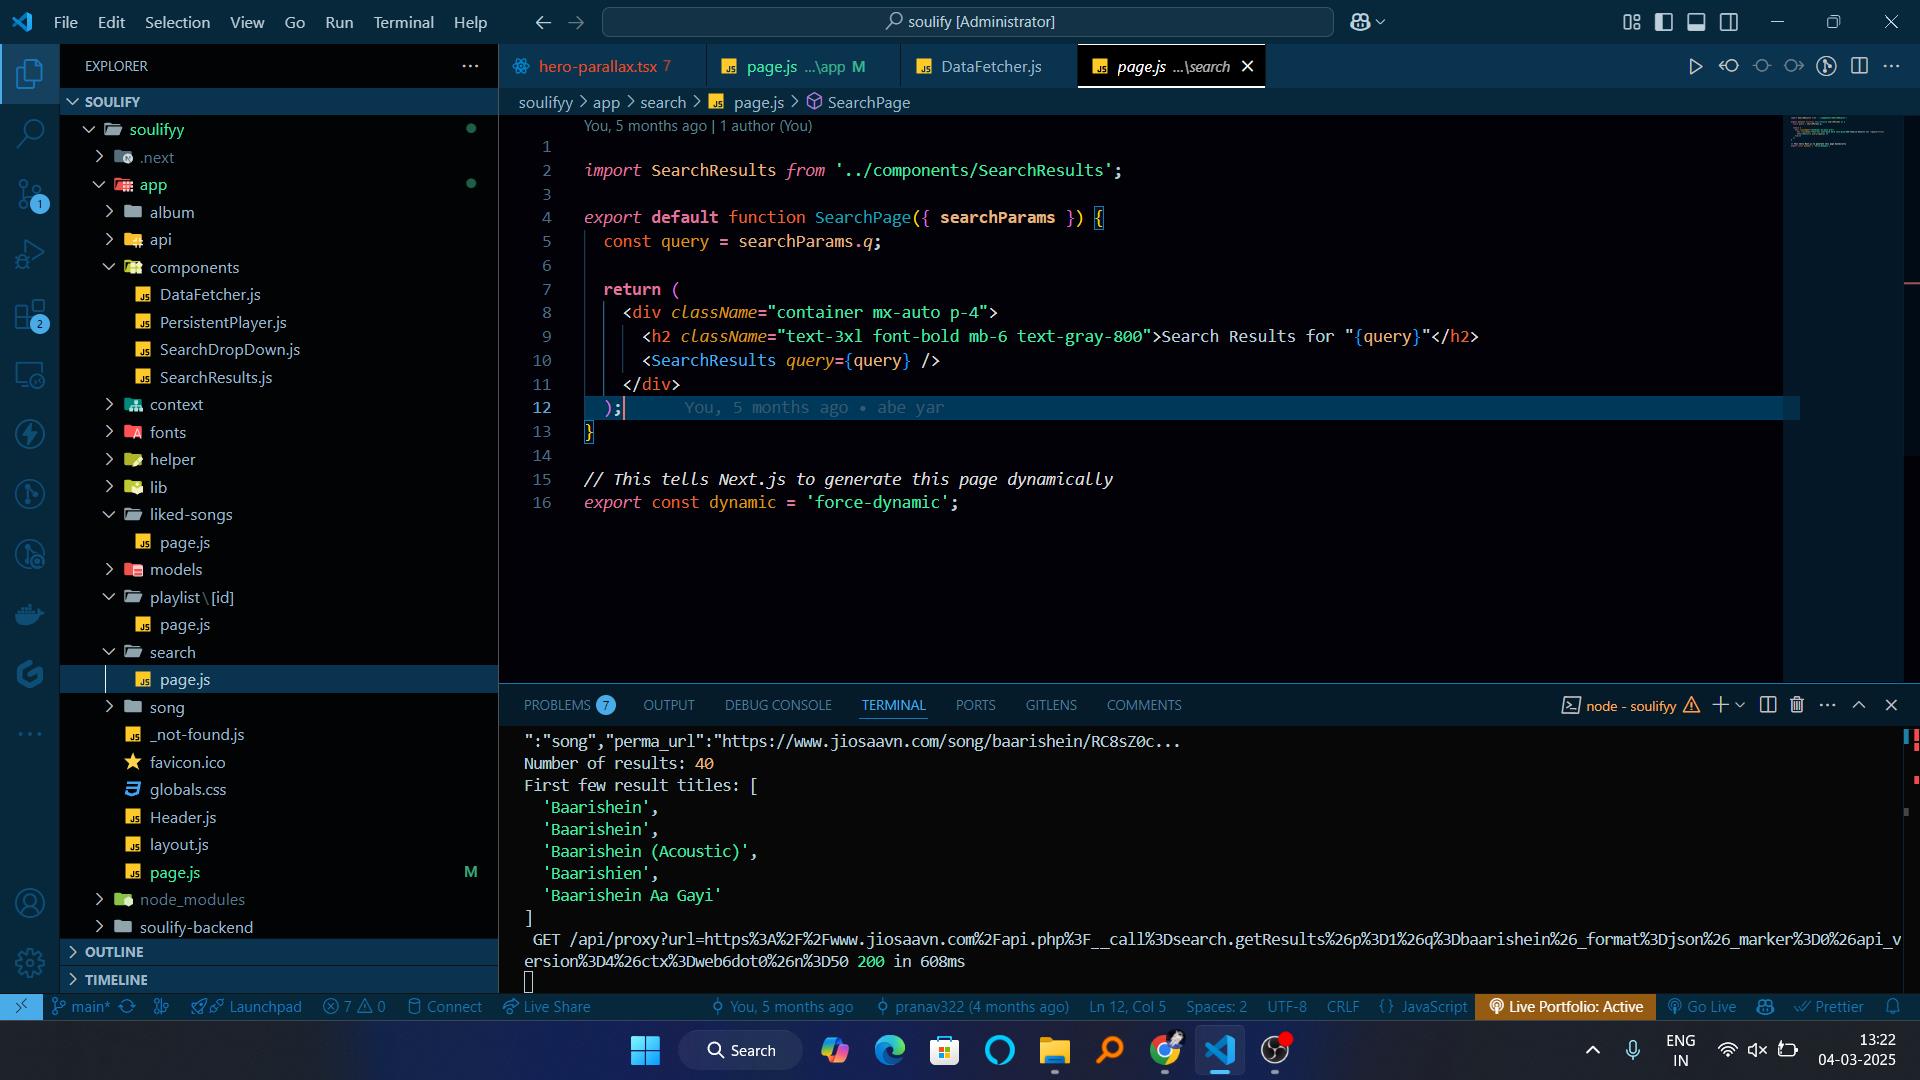 File Edit Selection View Go Run Terminal Help
soulify [Administrator]
EXPLORER
SOULIFY
soulifyy
.next
app
album
api
components
DataFetcher.js
PersistentPlayer.js
SearchDropDown.js
SearchResults.js
context
fonts
helper
lib
liked-songs
page.js
models
playlist\[id]
page.js
search
page.js
song
_not-found.js
favicon.ico
globals.css
Header.js
layout.js
page.js M
node_modules
soulify-backend
OUTLINE
TIMELINE
1
2
hero-parallax.tsx 7
page.js ...\app M
DataFetcher.js
page.js ...\search
soulifyy > app > search > page.js > SearchPage
You, 5 months ago | 1 author (You)
1
2 import SearchResults from '../components/SearchResults';
3
4 export default function SearchPage({ searchParams }) {
5 const query = searchParams.q;
6
7 return (
8 <div className="container mx-auto p-4">
9 <h2 className="text-3xl font-bold mb-6 text-gray-800">Search Results for "{query}"</h2>
10 <SearchResults query={query} />
11 </div>
12 ); You, 5 months ago • abe yar
13 }
14
15 // This tells Next.js to generate this page dynamically
16 export const dynamic = 'force-dynamic';
PROBLEMS 7 OUTPUT DEBUG CONSOLE TERMINAL PORTS GITLENS COMMENTS
node - soulifyy
":"song","perma_url":"https://www.jiosaavn.com/song/baarishein/RC8sZ0c...
Number of results: 40
First few result titles: [
'Baarishein',
'Baarishein',
'Baarishein (Acoustic)',
'Baarishien',
'Baarishein Aa Gayi'
]
GET /api/proxy?url=https%3A%2F%2Fwww.jiosaavn.com%2Fapi.php%3F__call%3Dsearch.getResults%26p%3D1%26q%3Dbaarishein%26_format%3Djson%26_marker%3D0%26api_v
ersion%3D4%26ctx%3Dweb6dot0%26n%3D50 200 in 608ms
main* Launchpad 7 0 Connect Live Share You, 5 months ago pranav322 (4 months ago) Ln 12, Col 5 Spaces: 2 UTF-8 CRLF {} JavaScript Live Portfolio: Active Go Live Prettier
Search
ENG
IN
13:22
04-03-2025